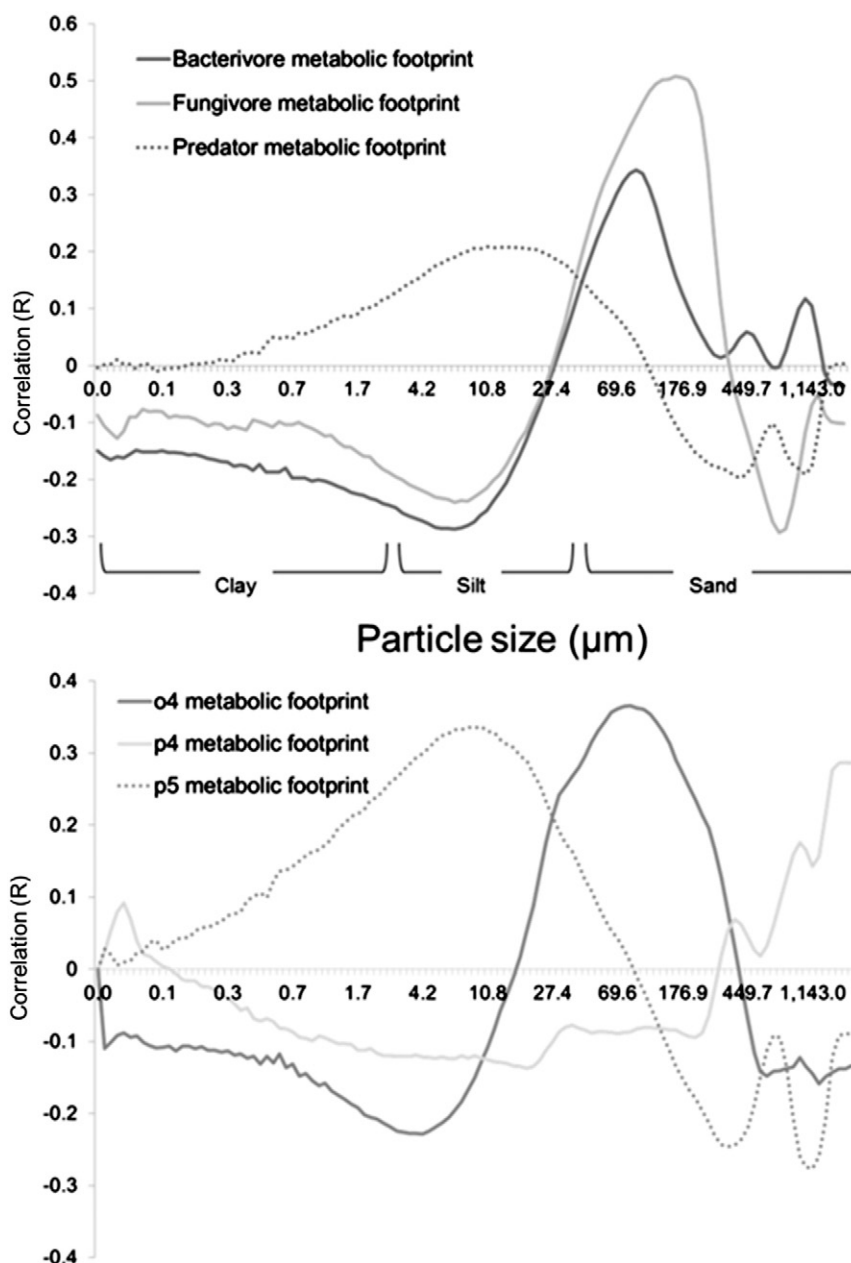 0.6
0.5
0.4
0.3
0.2
0.1
0
-0.1
-0.2
-0.3
-0.4
Correlation (R)
Bacterivore metabolic footprint
Fungivore metabolic footprint
Predator metabolic footprint
0.0 0.1 0.3 0.7 1.7 4.2 10.8 27.4 69.6 176.9 449.7 1,143.0
Clay Silt Sand
Particle size (µm)
0.4
0.3
0.2
0.1
0
-0.1
-0.2
-0.3
-0.4
Correlation (R)
o4 metabolic footprint
p4 metabolic footprint
p5 metabolic footprint
0.0 0.1 0.3 0.7 1.7 4.2 10.8 27.4 69.6 176.9 449.7 1,143.0